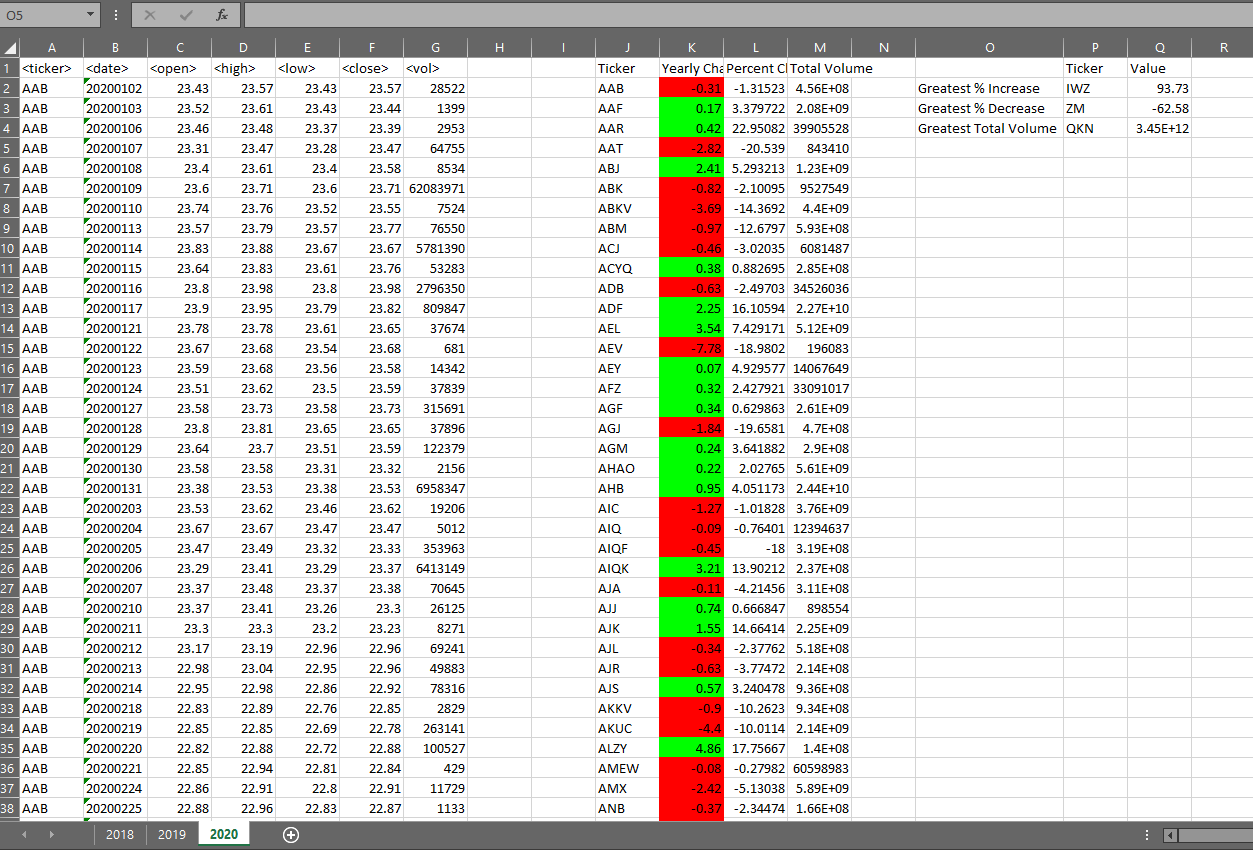 O5 fx
A B C D E F G H I J K L M N O P Q R
1 <ticker> <date> <open> <high> <low> <close> <vol> Ticker Yearly Cha Percent Cl Total Volume Ticker Value
2 AAB 20200102 23.43 23.57 23.43 23.57 28522 AAB -0.31 -1.31523 4.56E+08 Greatest % Increase IWZ 93.73
3 AAB 20200103 23.52 23.61 23.43 23.44 1399 AAF 0.17 3.379722 2.08E+09 Greatest % Decrease ZM -62.58
4 AAB 20200106 23.46 23.48 23.37 23.39 2953 AAR 0.42 22.95082 39905528 Greatest Total Volume QKN 3.45E+12
5 AAB 20200107 23.31 23.47 23.28 23.47 64755 AAT -2.82 -20.539 843410
6 AAB 20200108 23.4 23.61 23.4 23.58 8534 ABJ 2.41 5.293213 1.23E+09
7 AAB 20200109 23.6 23.71 23.6 23.71 62083971 ABK -0.82 -2.10095 9527549
8 AAB 20200110 23.74 23.76 23.52 23.55 7524 ABKV -3.69 -14.3692 4.4E+09
9 AAB 20200113 23.57 23.79 23.57 23.77 76550 ABM -0.97 -12.6797 5.93E+08
10 AAB 20200114 23.83 23.88 23.67 23.67 5781390 ACJ -0.46 -3.02035 6081487
11 AAB 20200115 23.64 23.83 23.61 23.76 53283 ACYQ 0.38 0.882695 2.85E+08
12 AAB 20200116 23.8 23.98 23.8 23.98 2796350 ADB -0.63 -2.49703 34526036
13 AAB 20200117 23.9 23.95 23.79 23.82 809847 ADF 2.25 16.10594 2.27E+10
14 AAB 20200121 23.78 23.78 23.61 23.65 37674 AEL 3.54 7.429171 5.12E+09
15 AAB 20200122 23.67 23.68 23.54 23.68 681 AEV -7.78 -18.9802 196083
16 AAB 20200123 23.59 23.68 23.56 23.58 14342 AEY 0.07 4.929577 14067649
17 AAB 20200124 23.51 23.62 23.5 23.59 37839 AFZ 0.32 2.427921 33091017
18 AAB 20200127 23.58 23.73 23.58 23.73 315691 AGF 0.34 0.629863 2.61E+09
19 AAB 20200128 23.8 23.81 23.65 23.65 37896 AGJ -1.84 -19.6581 4.7E+08
20 AAB 20200129 23.64 23.7 23.51 23.59 122379 AGM 0.24 3.641882 2.9E+08
21 AAB 20200130 23.58 23.58 23.31 23.32 2156 AHAO 0.22 2.02765 5.61E+09
22 AAB 20200131 23.38 23.53 23.38 23.53 6958347 AHB 0.95 4.051173 2.44E+10
23 AAB 20200203 23.53 23.62 23.46 23.62 19206 AIC -1.27 -1.01828 3.76E+09
24 AAB 20200204 23.67 23.67 23.47 23.47 5012 AIQ -0.09 -0.76401 12394637
25 AAB 20200205 23.47 23.49 23.32 23.33 353963 AIQF -0.45 -18 3.19E+08
26 AAB 20200206 23.29 23.41 23.29 23.37 6413149 AIQK 3.21 13.90212 2.37E+08
27 AAB 20200207 23.37 23.48 23.37 23.38 70645 AJA -0.11 -4.21456 3.11E+08
28 AAB 20200210 23.37 23.41 23.26 23.3 26125 AJJ 0.74 0.666847 898554
29 AAB 20200211 23.3 23.3 23.2 23.23 8271 AJK 1.55 14.66414 2.25E+09
30 AAB 20200212 23.17 23.19 22.96 22.96 69241 AJL -0.34 -2.37762 5.18E+08
31 AAB 20200213 22.98 23.04 22.95 22.96 49883 AJR -0.63 -3.77472 2.14E+08
32 AAB 20200214 22.95 22.98 22.86 22.92 78316 AJS 0.57 3.240478 9.36E+08
33 AAB 20200218 22.83 22.89 22.76 22.85 2829 AKKV -0.9 -10.2623 9.34E+08
34 AAB 20200219 22.85 22.85 22.69 22.78 263141 AKUC -4.4 -10.0114 2.14E+09
35 AAB 20200220 22.82 22.88 22.72 22.88 100527 ALZY 4.86 17.75667 1.4E+08
36 AAB 20200221 22.85 22.94 22.81 22.84 429 AMEW -0.08 -0.27982 60598983
37 AAB 20200224 22.86 22.91 22.8 22.91 11729 AMX -2.42 -5.13038 5.89E+09
38 AAB 20200225 22.88 22.96 22.83 22.87 1133 ANB -0.37 -2.34474 1.66E+08
2018 2019 2020